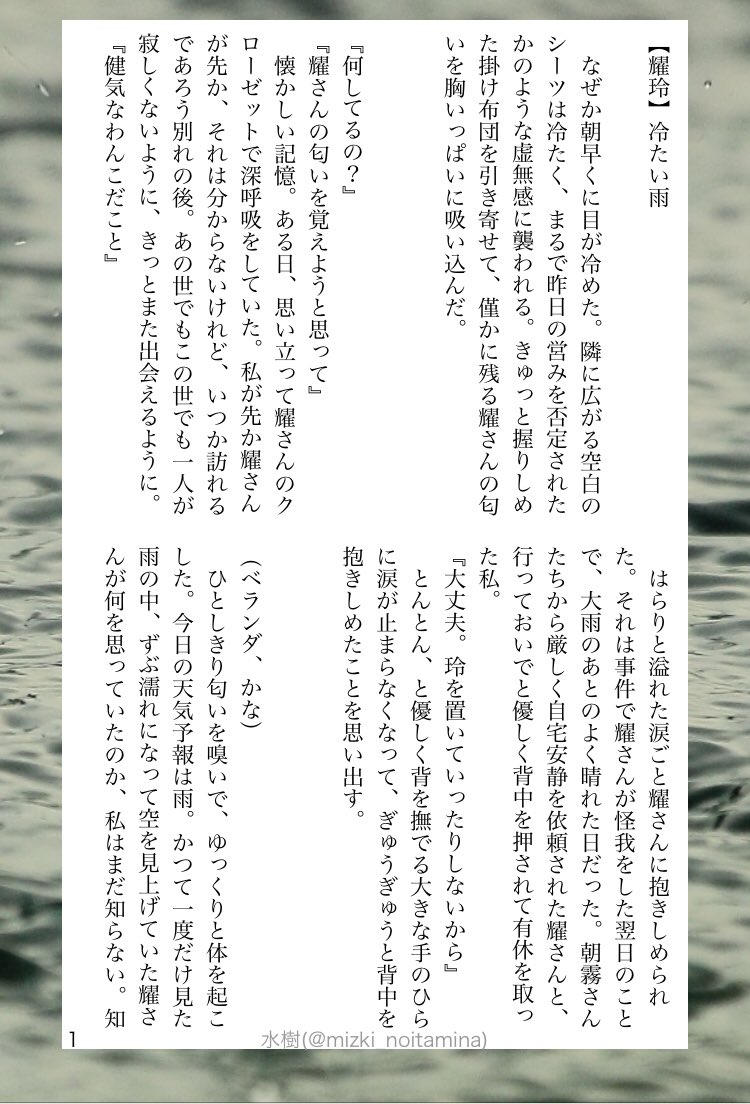 【耀玲】冷たい雨
なぜか朝早くに目が冷めた。隣に広がる空白の
シーツは冷たく、まるで昨日の営みを否定された
かのような虚無感に襲われる。きゅっと握りしめ
た掛け布団を引き寄せて、僅かに残る耀さんの匂
いを胸いっぱいに吸い込んだ。
『何してるの？』
『耀さんの匂いを覚えようと思って』
懐かしい記憶。ある日、思い立って耀さんのク
ローゼットで深呼吸をしていた。私が先か耀さん
が先か、それは分からないけれど、いつか訪れる
であろう別れの後。あの世でもこの世でも一人が
寂しくないように、きっとまた出会えるように。
『健気なわんこだこと』
はらりと溢れた涙ごと耀さんに抱きしめられ
た。それは事件で耀さんが怪我をした翌日のこと
で、大雨のあとのよく晴れた日だった。朝霧さん
たちから厳しく自宅安静を依頼された耀さんと、
行っておいでと優しく背中を押されて有休を取っ
た私。
『大丈夫。玲を置いていったりしないから』
とんとん、と優しく背を撫でる大きな手のひら
に涙が止まらなくなって、ぎゅうぎゅうと背中を
抱きしめたことを思い出す。
(ベランダ、かな)
ひとしきり匂いを嗅いで、ゆっくりと体を起こ
した。今日の天気予報は雨。かつて一度だけ見た
雨の中、ずぶ濡れになって空を見上げていた耀さ
んが何を思っていたのか、私はまだ知らない。知
1
水樹(@mizki_noitamina)